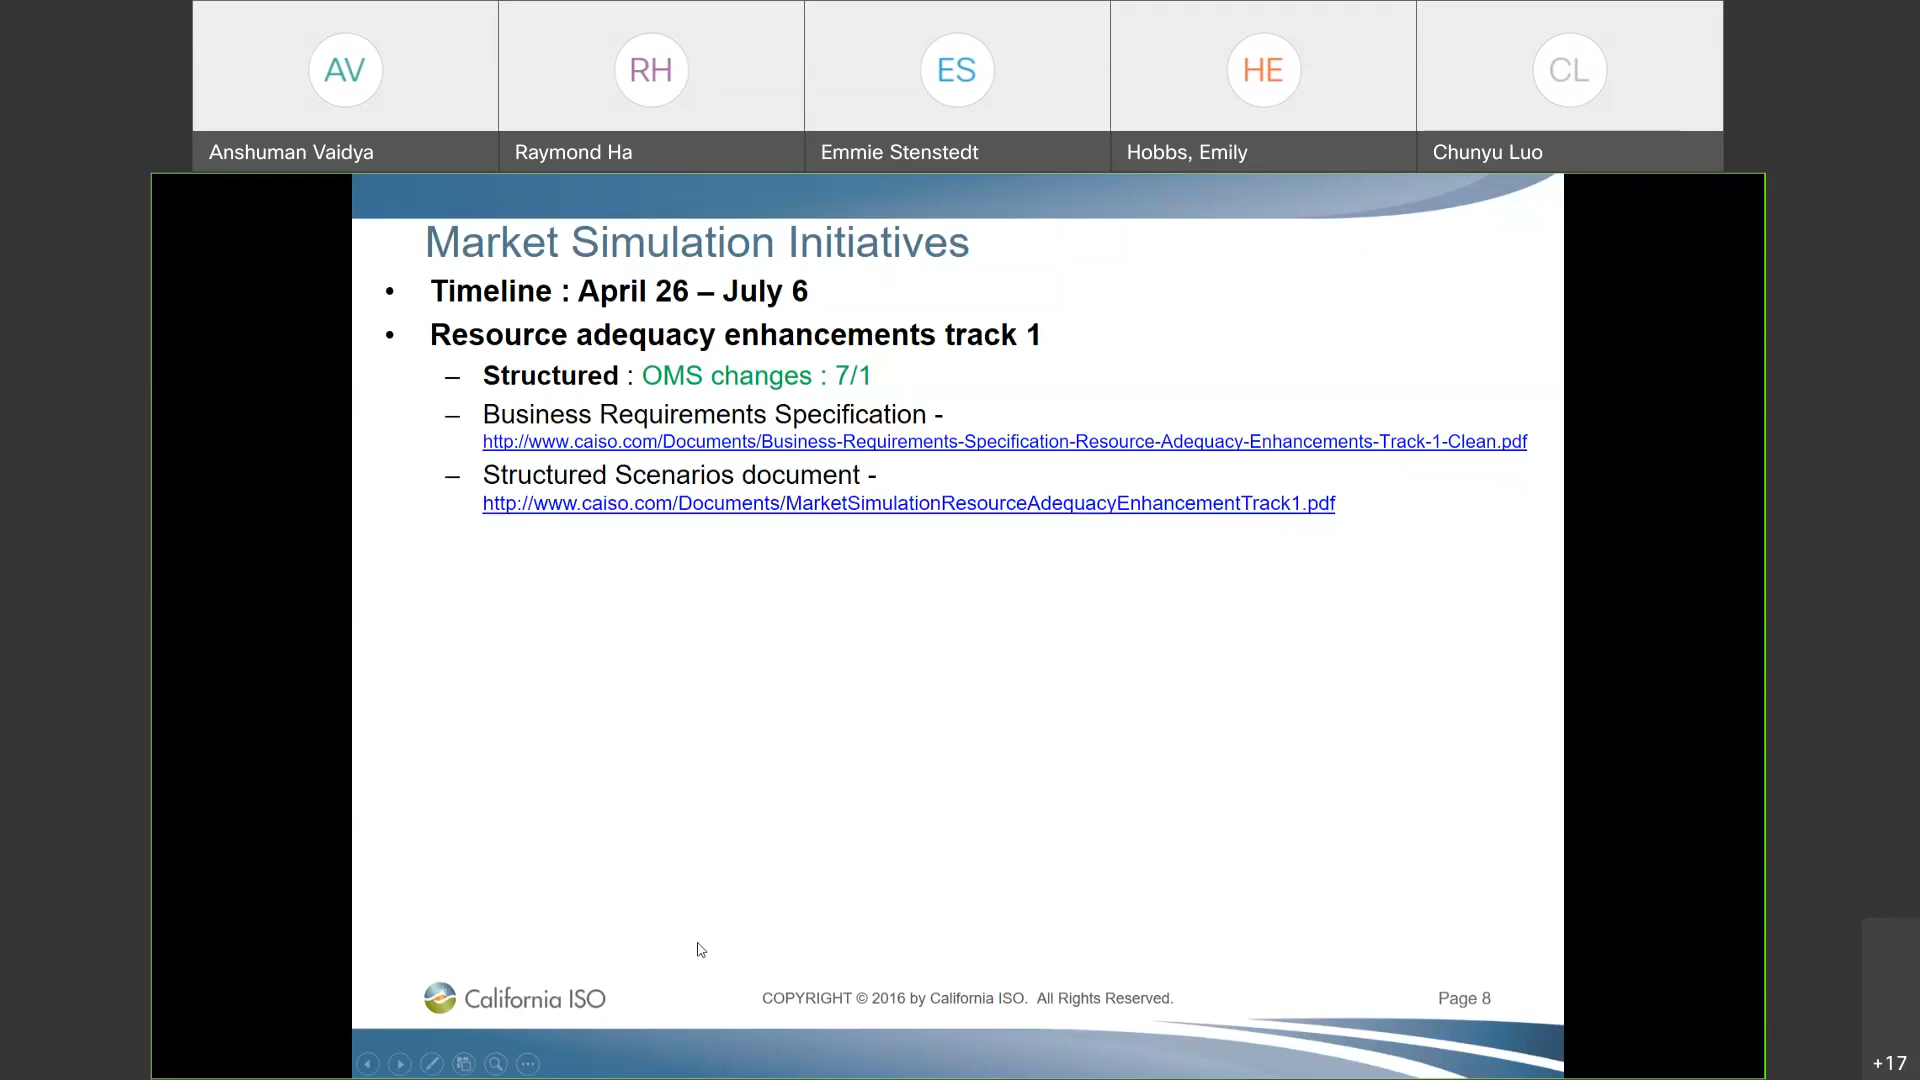 AV
RH
ES
HE
CL
Anshuman Vaidya
Raymond Ha
Emmie Stenstedt
Hobbs, Emily
Chunyu Luo
Market Simulation Initiatives
• Timeline : April 26 – July 6
• Resource adequacy enhancements track 1
– Structured : OMS changes : 7/1
– Business Requirements Specification -
http://www.caiso.com/Documents/Business-Requirements-Specification-Resource-Adequacy-Enhancements-Track-1-Clean.pdf
– Structured Scenarios document -
http://www.caiso.com/Documents/MarketSimulationResourceAdequacyEnhancementTrack1.pdf
California ISO
COPYRIGHT © 2016 by California ISO. All Rights Reserved.
Page 8
+17